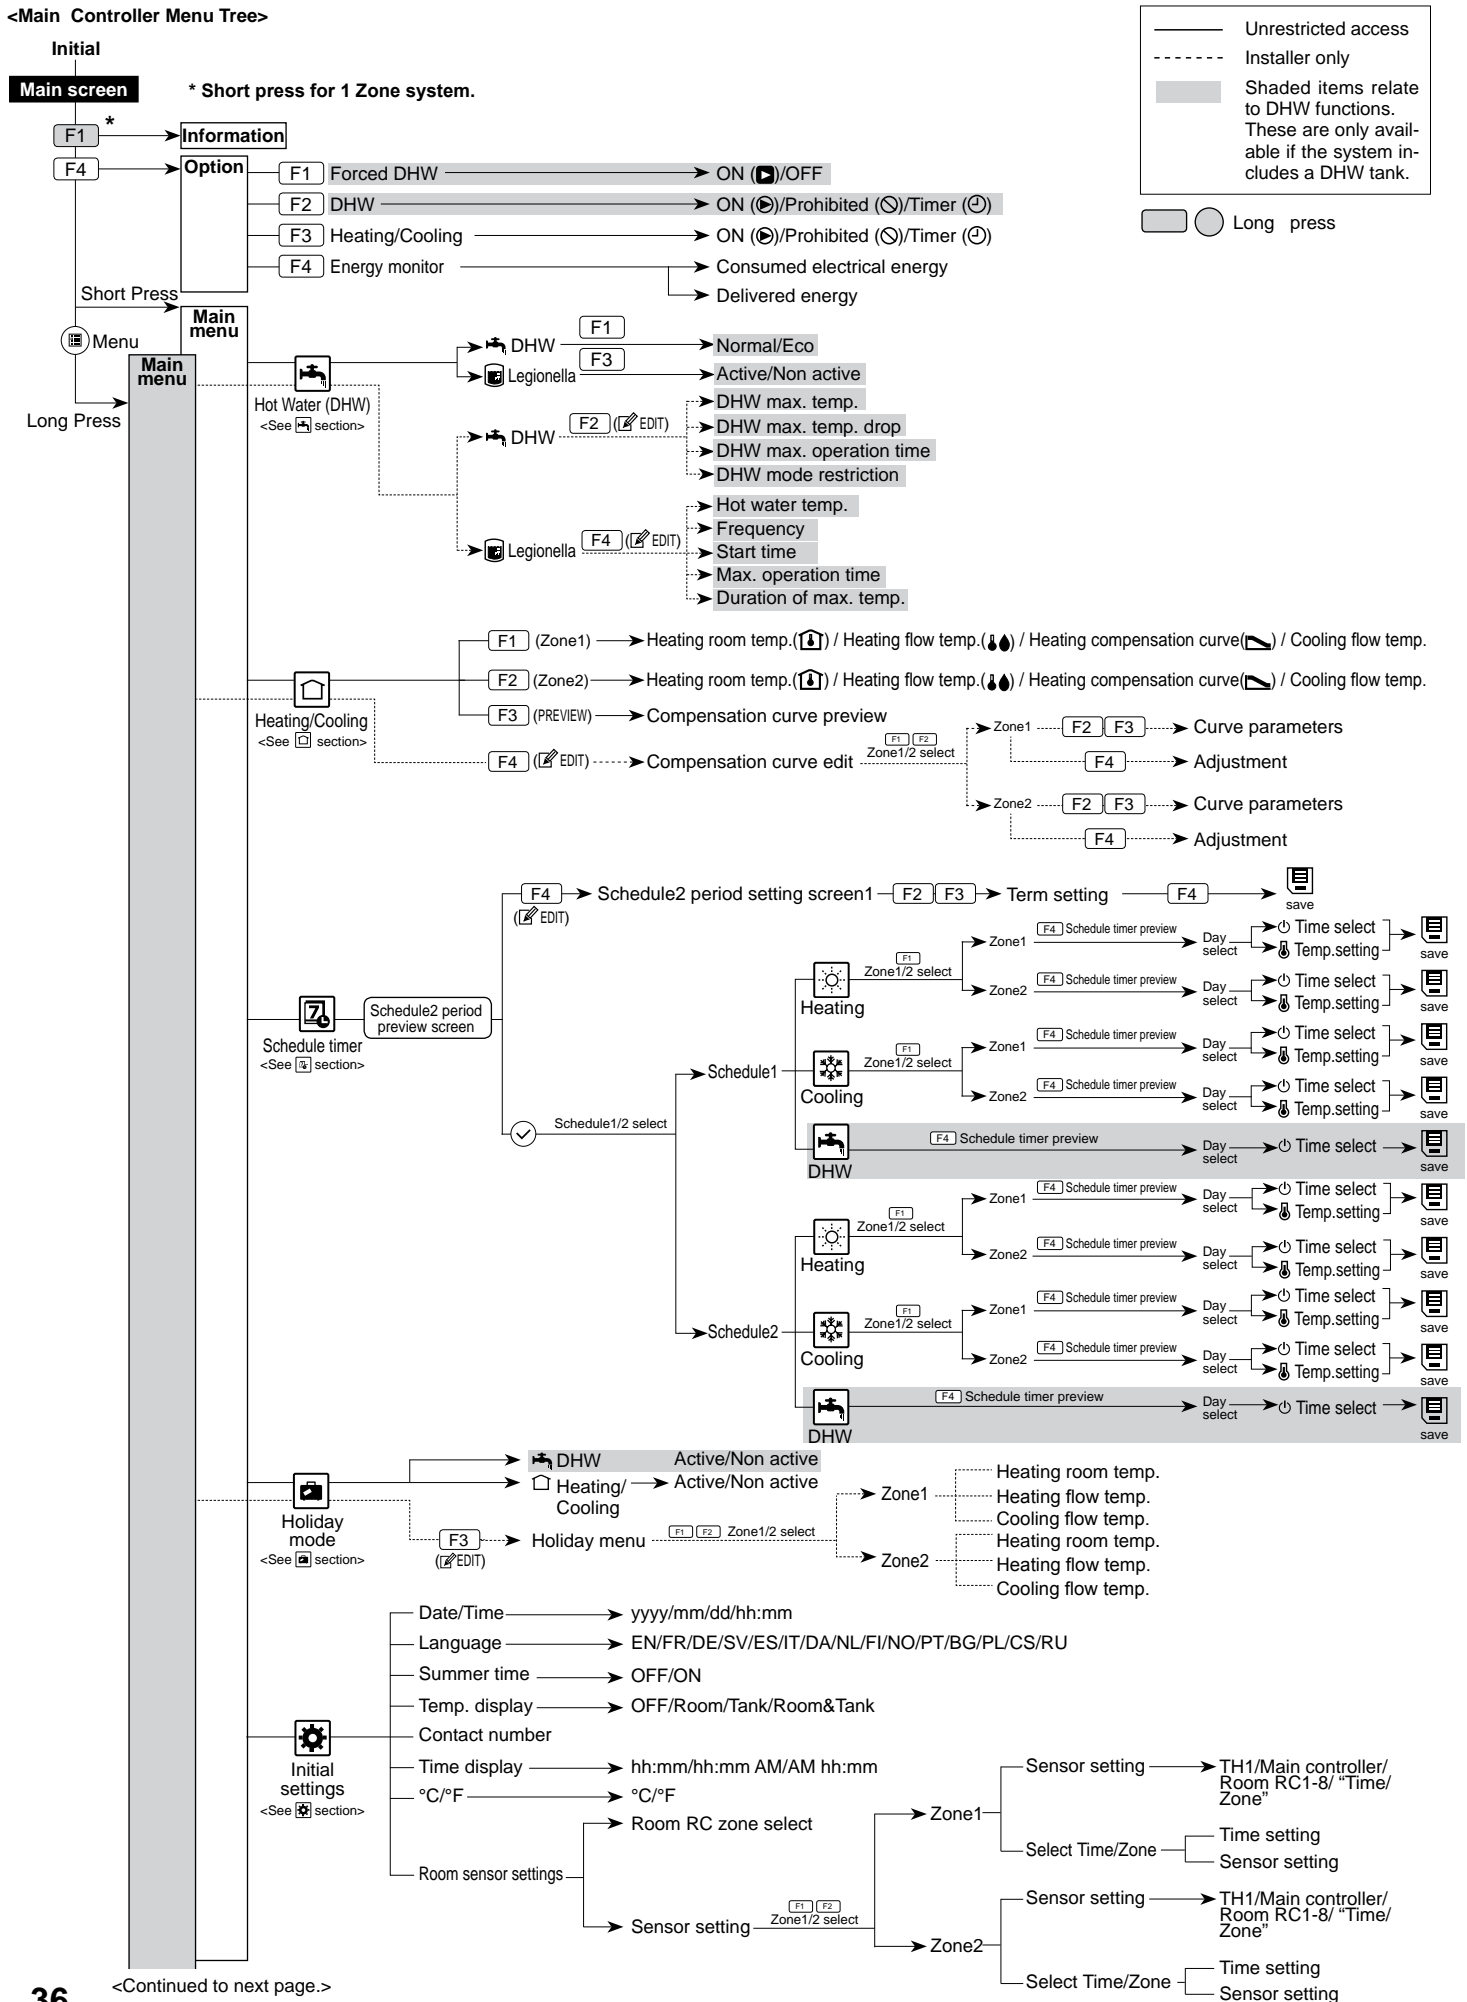 <Main Controller Menu Tree>
Initial
Main screen
* Short press for 1 Zone system.
Unrestricted access
Installer only
Shaded items relate
to DHW functions.
These are only avail-
able if the system in-
cludes a DHW tank.
Long press
F1
*
Information
F4
Option
F1 Forced DHW ON ( )/OFF
F2 DHW ON ( )/Prohibited ( )/Timer ( )
F3 Heating/Cooling ON ( )/Prohibited ( )/Timer ( )
F4 Energy monitor Consumed electrical energy
Delivered energy
Short Press
Main
menu
Menu
Main
menu
Long Press
Hot Water (DHW)
<See section>
DHW F1 Normal/Eco
Legionella F3 Active/Non active
DHW F2 ( EDIT)
DHW max. temp.
DHW max. temp. drop
DHW max. operation time
DHW mode restriction
Legionella F4 ( EDIT)
Hot water temp.
Frequency
Start time
Max. operation time
Duration of max. temp.
Heating/Cooling
<See section>
F1 (Zone1) Heating room temp.( ) / Heating flow temp.( ) / Heating compensation curve( ) / Cooling flow temp.
F2 (Zone2) Heating room temp.( ) / Heating flow temp.( ) / Heating compensation curve( ) / Cooling flow temp.
F3 (PREVIEW) Compensation curve preview
F4 ( EDIT) Compensation curve edit
F1 F2
Zone1/2 select
Zone1 F2 F3 Curve parameters
F4 Adjustment
Zone2 F2 F3 Curve parameters
F4 Adjustment
Schedule timer
<See section>
Schedule2 period
preview screen
F4 Schedule2 period setting screen1 F2 F3 Term setting F4 save
( EDIT)
Schedule1/2 select
Schedule1
Heating
F1
Zone1/2 select
Zone1 F4 Schedule timer preview Day select Time select
Temp.setting save
Zone2 F4 Schedule timer preview Day select Time select
Temp.setting save
Cooling
F1
Zone1/2 select
Zone1 F4 Schedule timer preview Day select Time select
Temp.setting save
Zone2 F4 Schedule timer preview Day select Time select
Temp.setting save
DHW
F4 Schedule timer preview Day select Time select save
Schedule2
Heating
F1
Zone1/2 select
Zone1 F4 Schedule timer preview Day select Time select
Temp.setting save
Zone2 F4 Schedule timer preview Day select Time select
Temp.setting save
Cooling
F1
Zone1/2 select
Zone1 F4 Schedule timer preview Day select Time select
Temp.setting save
Zone2 F4 Schedule timer preview Day select Time select
Temp.setting save
DHW
F4 Schedule timer preview Day select Time select save
Holiday
mode
<See section>
DHW Active/Non active
Heating/
Cooling
Active/Non active
F3
( EDIT)
Holiday menu F1 F2 Zone1/2 select
Zone1
Heating room temp.
Heating flow temp.
Cooling flow temp.
Zone2
Heating room temp.
Heating flow temp.
Cooling flow temp.
Initial
settings
<See section>
Date/Time yyyy/mm/dd/hh:mm
Language EN/FR/DE/SV/ES/IT/DA/NL/FI/NO/PT/BG/PL/CS/RU
Summer time OFF/ON
Temp. display OFF/Room/Tank/Room&Tank
Contact number
Time display hh:mm/hh:mm AM/AM hh:mm
°C/°F °C/°F
Room sensor settings
Room RC zone select
Sensor setting
F1 F2
Zone1/2 select
Zone1
Sensor setting TH1/Main controller/
Room RC1-8/ “Time/
Zone”
Select Time/Zone Time setting
Sensor setting
Zone2
Sensor setting TH1/Main controller/
Room RC1-8/ “Time/
Zone”
Select Time/Zone Time setting
Sensor setting
<Continued to next page.>
36